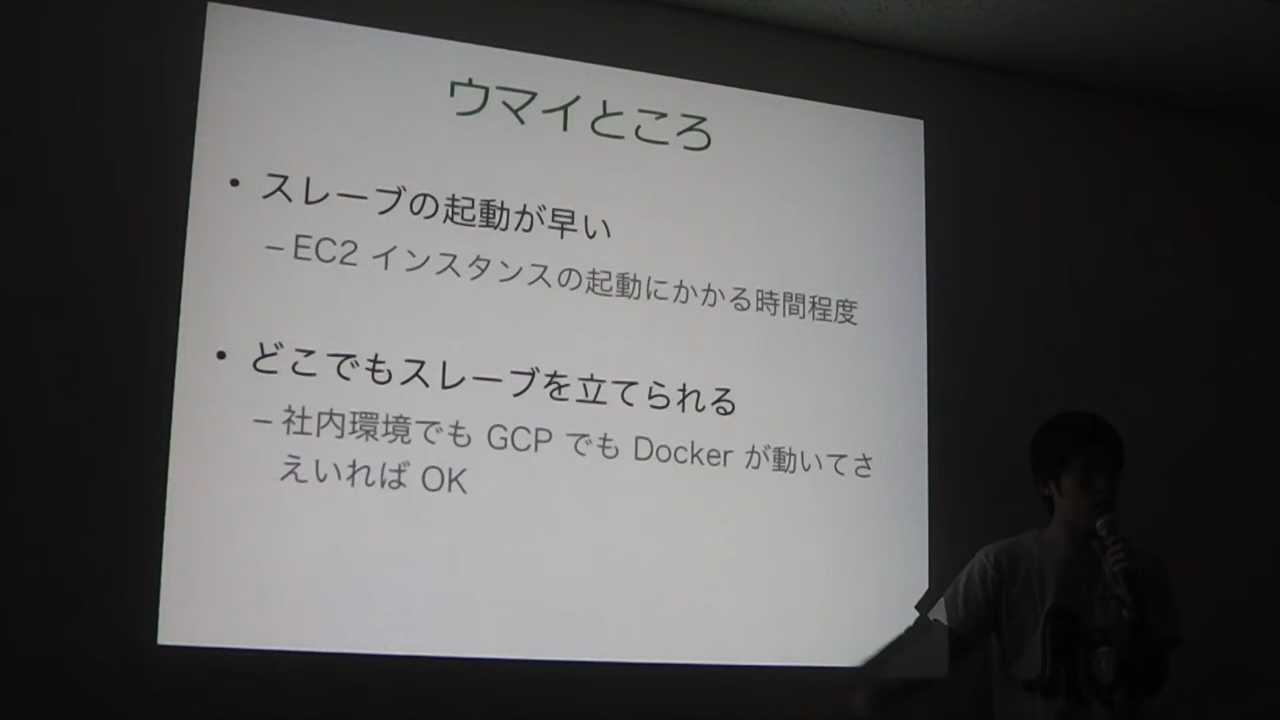 ウマイところ
• スレーブの起動が早い
– EC2 インスタンスの起動にかかる時間程度
• どこでもスレーブを立てられる
– 社内環境でも GCP でも Docker が動いてさ
えいれば OK